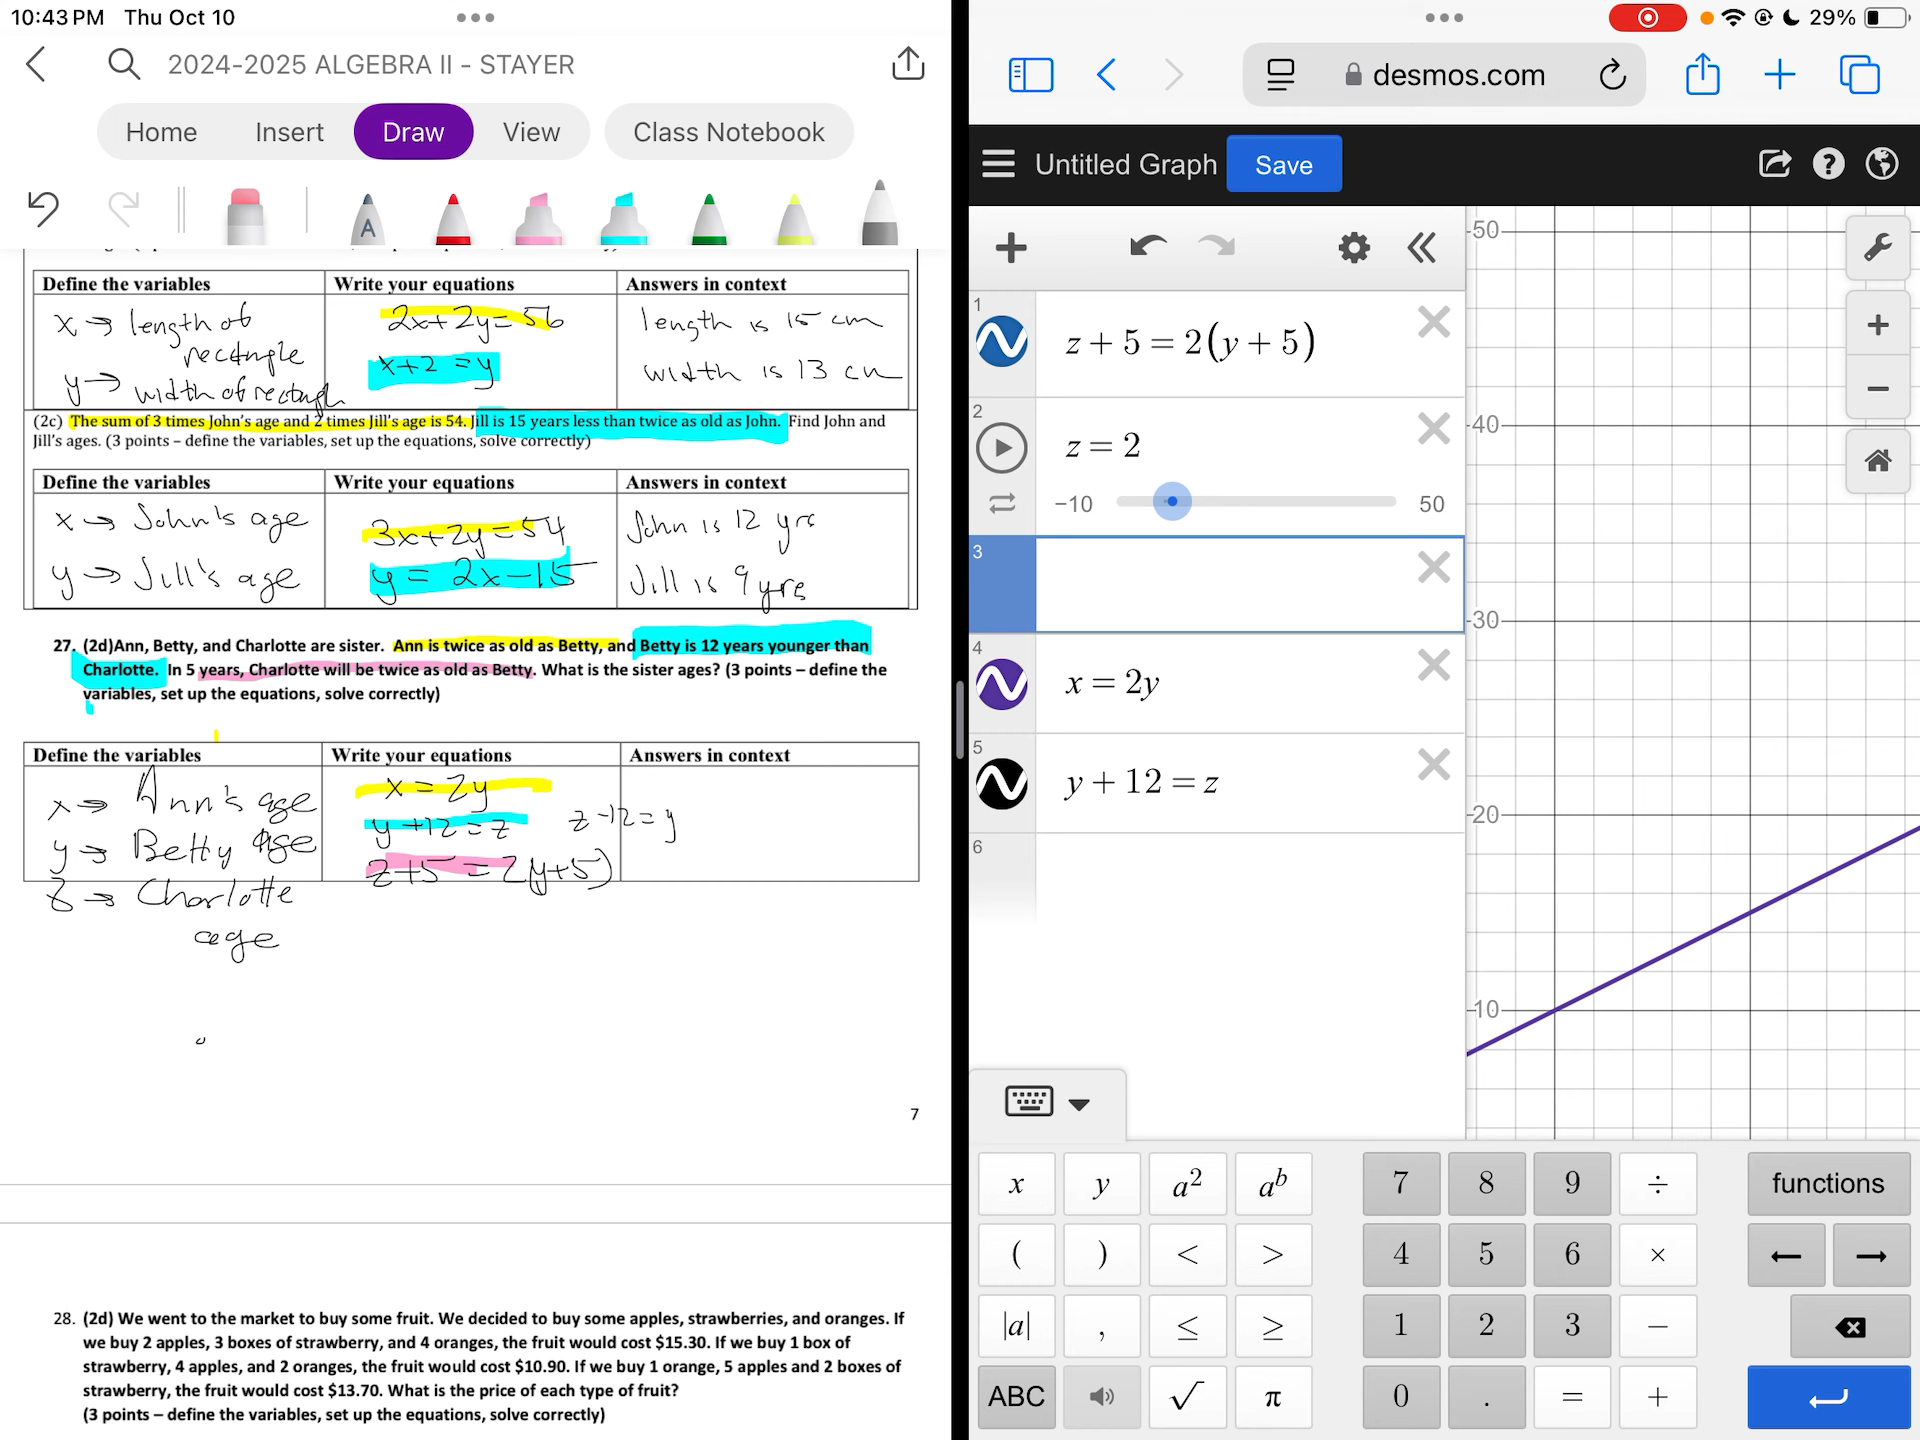 10:43 PM Thu Oct 10
2024-2025 ALGEBRA II - STAYER
Home Insert Draw View Class Notebook
A
Define the variables Write your equations Answers in context
x → length of rectangle
y → width of rectangle
2x+2y=56
x+2=y
length is 15 cm
width is 13 cm
(2c) The sum of 3 times John's age and 2 times Jill's age is 54. Jill is 15 years less than twice as old as John. Find John and
Jill's ages. (3 points – define the variables, set up the equations, solve correctly)
Define the variables Write your equations Answers in context
x → John's age
y → Jill's age
3x+2y=54
y = 2x-15
John is 12 yrs
Jill is 9 yrs
27. (2d)Ann, Betty, and Charlotte are sister. Ann is twice as old as Betty, and Betty is 12 years younger than
Charlotte. In 5 years, Charlotte will be twice as old as Betty. What is the sister ages? (3 points – define the
variables, set up the equations, solve correctly)
Define the variables Write your equations Answers in context
x → Ann's age
y → Betty age
z → Charlotte
age
x = 2y
y+12=z z-12=y
z+5=2(y+5)
7
28. (2d) We went to the market to buy some fruit. We decided to buy some apples, strawberries, and oranges. If
we buy 2 apples, 3 boxes of strawberry, and 4 oranges, the fruit would cost $15.30. If we buy 1 box of
strawberry, 4 apples, and 2 oranges, the fruit would cost $10.90. If we buy 1 orange, 5 apples and 2 boxes of
strawberry, the fruit would cost $13.70. What is the price of each type of fruit?
(3 points – define the variables, set up the equations, solve correctly)
29%
desmos.com
Untitled Graph Save
1
z + 5 = 2(y + 5)
2
z = 2
-10 50
3
4
x = 2y
5
y + 12 = z
6
50
40
30
20
10
x y a² aᵇ 7 8 9 ÷ functions
( ) < > 4 5 6 × ← →
|a| , ≤ ≥ 1 2 3 −
ABC √ π 0 . = +